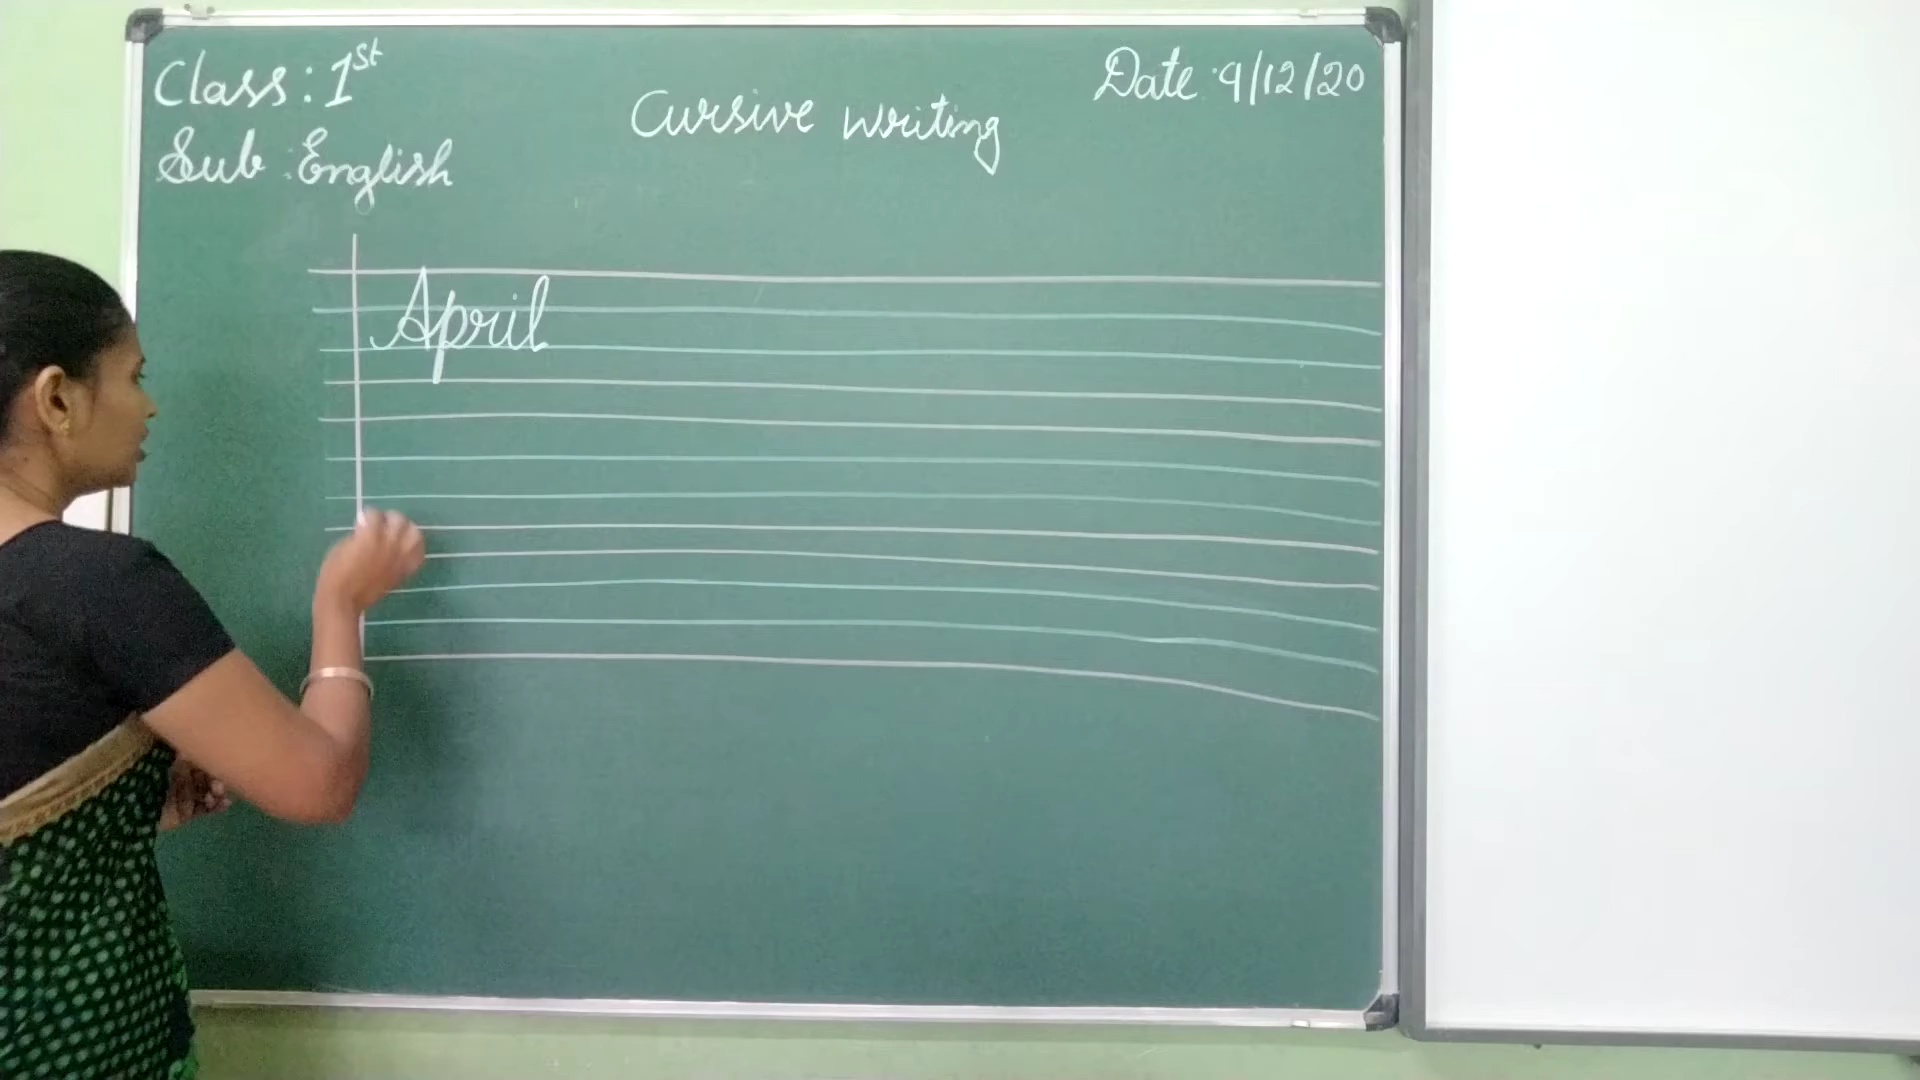 Class : 1st
Date : 9/12/20
Cursive writing
Sub : English
April